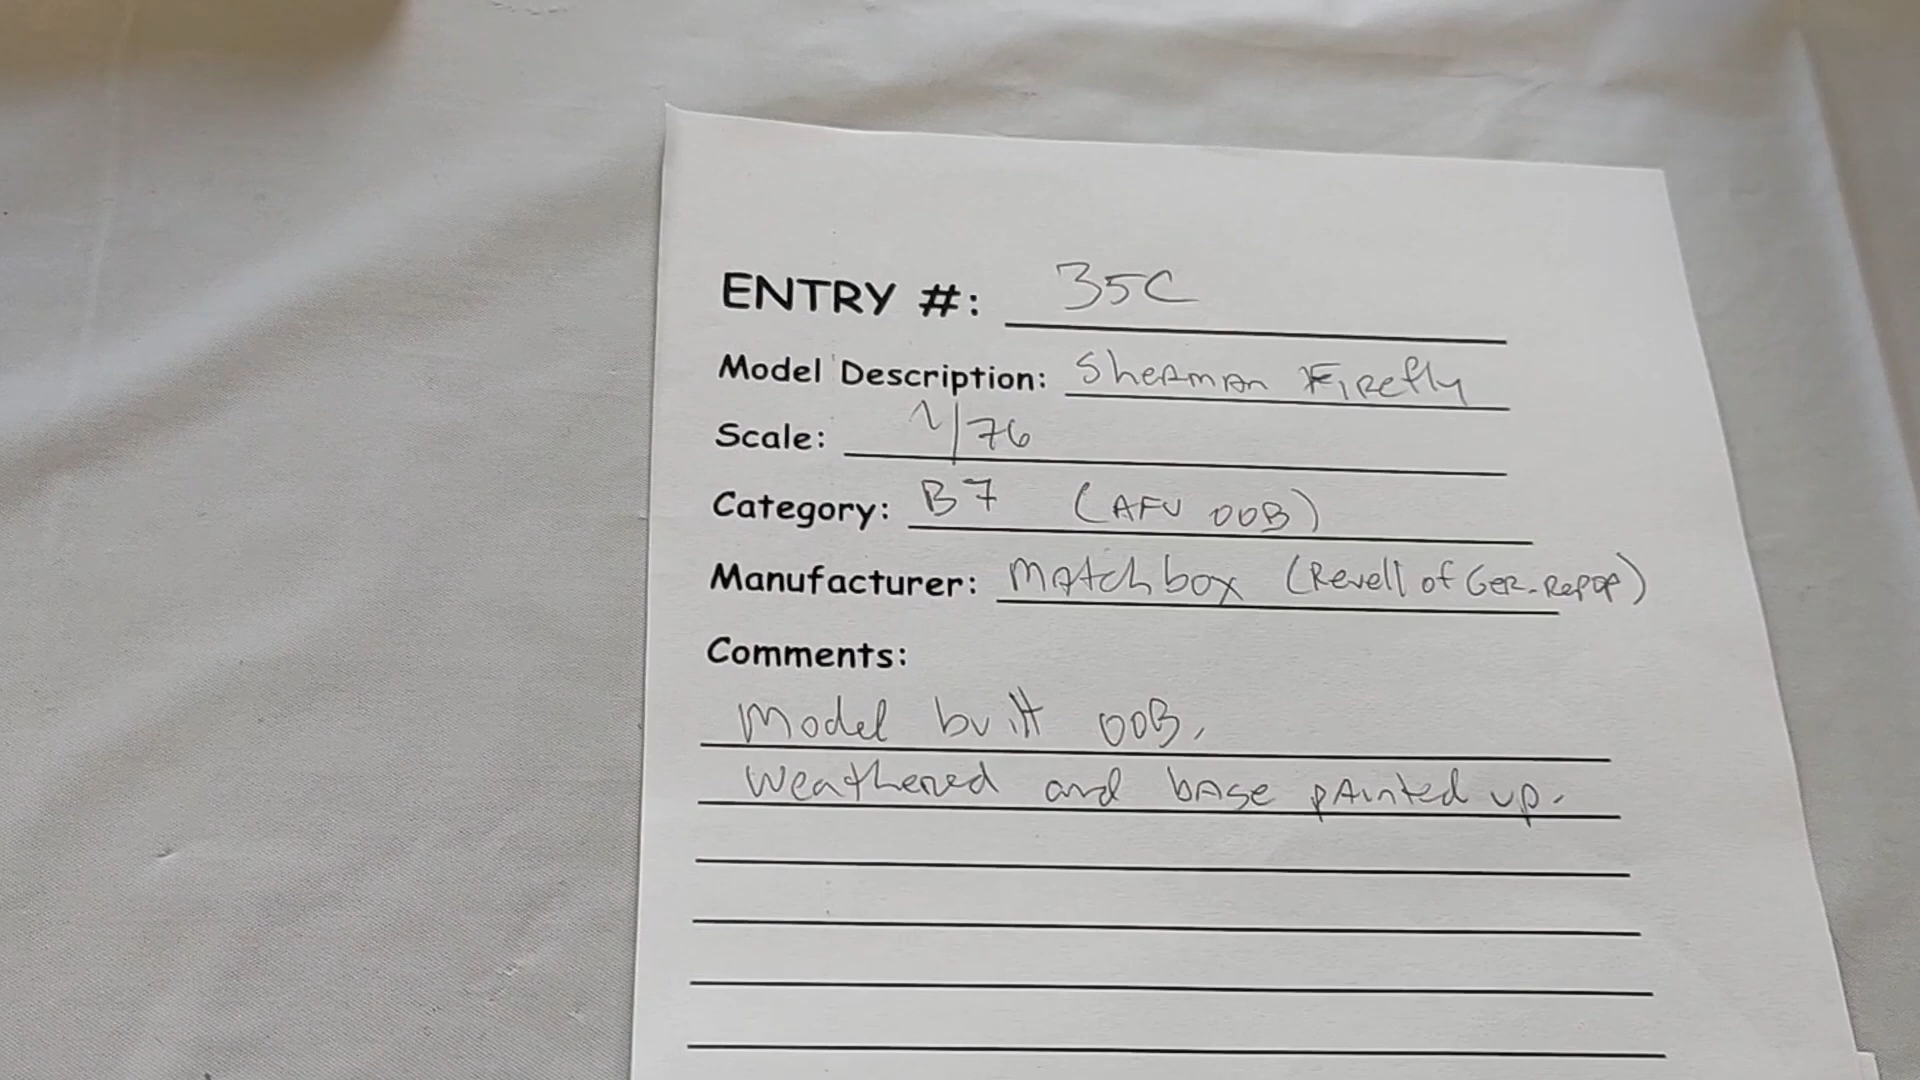 ENTRY #: 35C
Model Description: Sherman Firefly
Scale: 1/76
Category: B7 (AFV OOB)
Manufacturer: Matchbox (Revell of Ger. Repop)
Comments:
Model built OOB.
Weathered and base painted up.